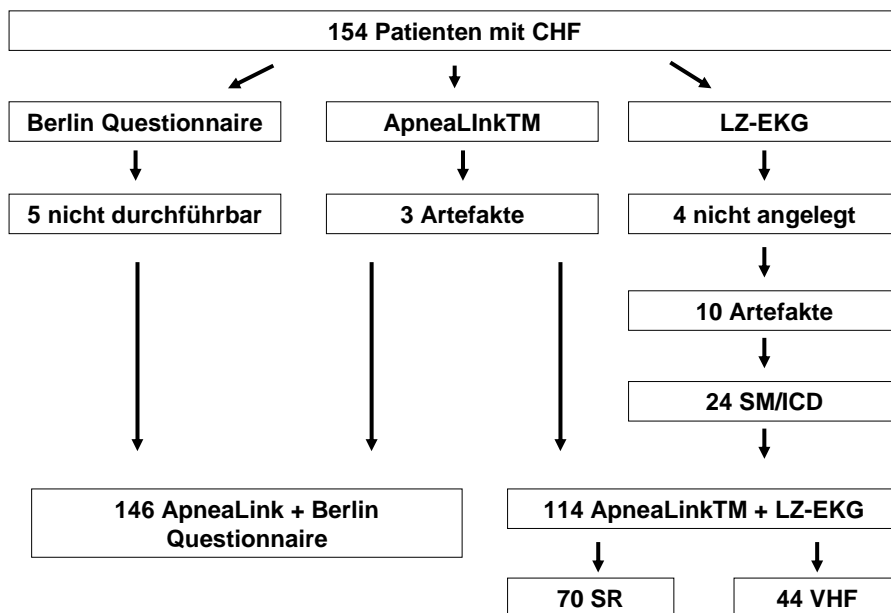 154 Patienten mit CHF
Berlin Questionnaire
ApneaLInkTM
LZ-EKG
5 nicht durchführbar
3 Artefakte
4 nicht angelegt
10 Artefakte
24 SM/ICD
146 ApneaLink + Berlin
Questionnaire
114 ApneaLinkTM + LZ-EKG
70 SR
44 VHF